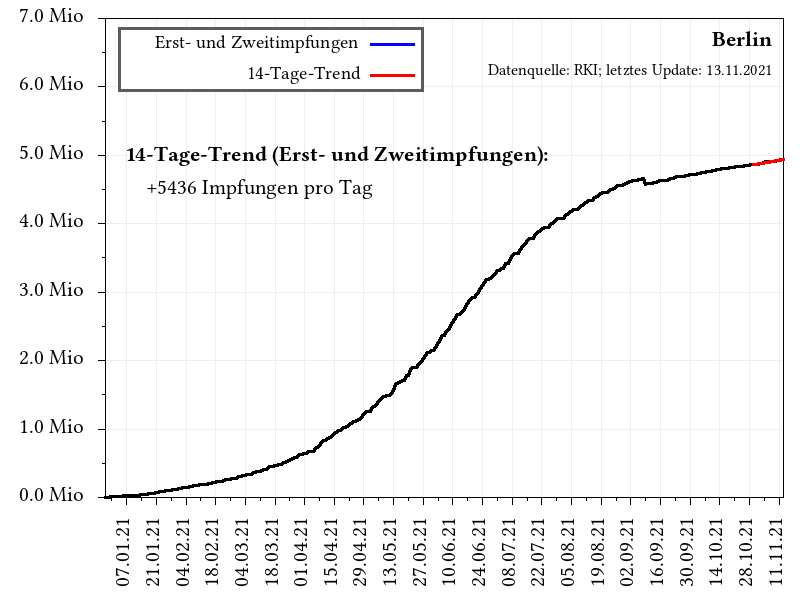 7.0 Mio
6.0 Mio
5.0 Mio
4.0 Mio
3.0 Mio
2.0 Mio
1.0 Mio
0.0 Mio
Erst- und Zweitimpfungen
14-Tage-Trend
Berlin
Datenquelle: RKI; letztes Update: 13.11.2021
14-Tage-Trend (Erst- und Zweitimpfungen):
+5436 Impfungen pro Tag
07.01.21
21.01.21
04.02.21
18.02.21
04.03.21
18.03.21
01.04.21
15.04.21
29.04.21
13.05.21
27.05.21
10.06.21
24.06.21
08.07.21
22.07.21
05.08.21
19.08.21
02.09.21
16.09.21
30.09.21
14.10.21
28.10.21
11.11.21